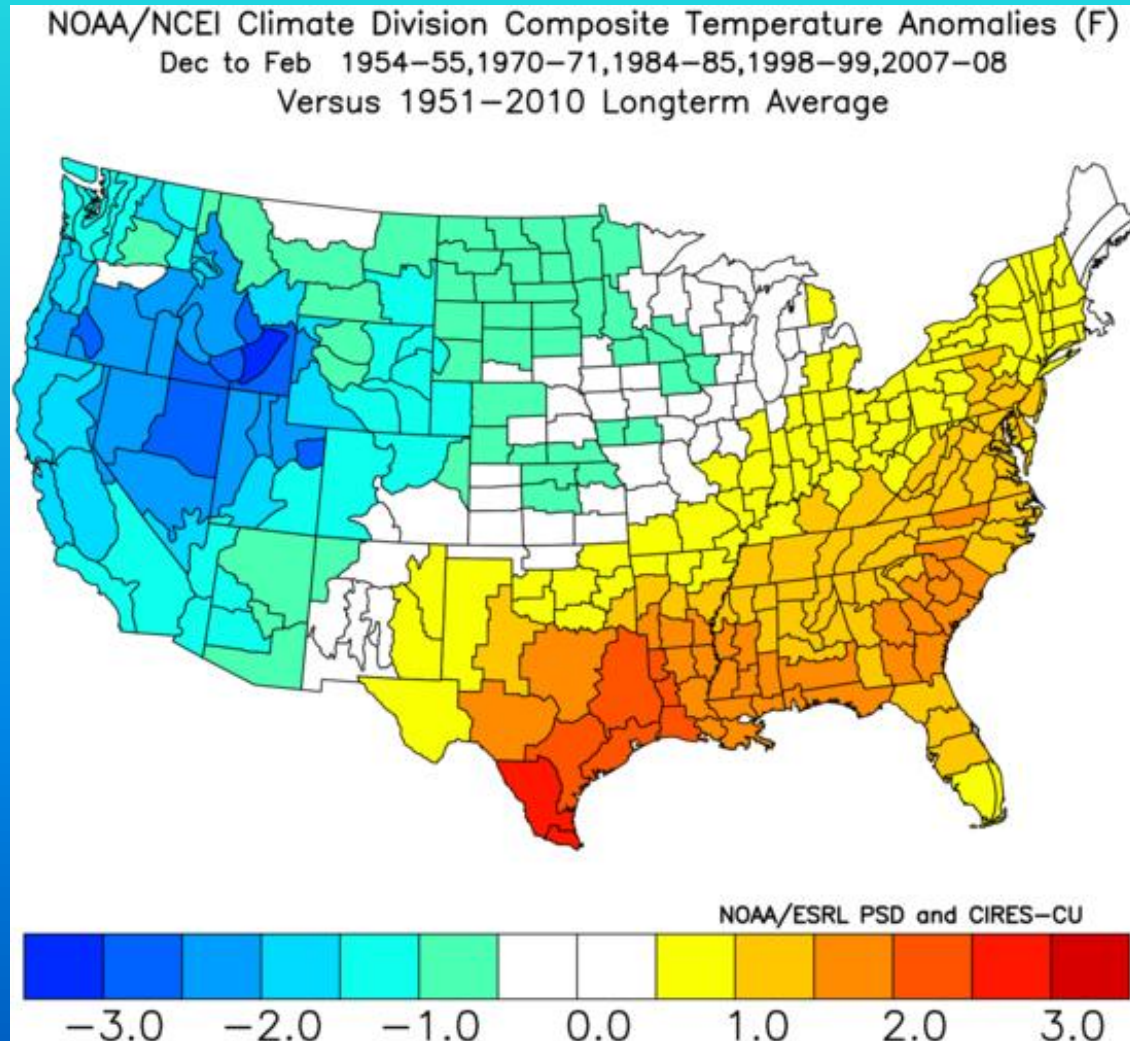 NOAA/NCEI Climate Division Composite Temperature Anomalies (F)
Dec to Feb 1954-55,1970-71,1984-85,1998-99,2007-08
Versus 1951-2010 Longterm Average
NOAA/ESRL PSD and CIRES-CU
-3.0 -2.0 -1.0 0.0 1.0 2.0 3.0